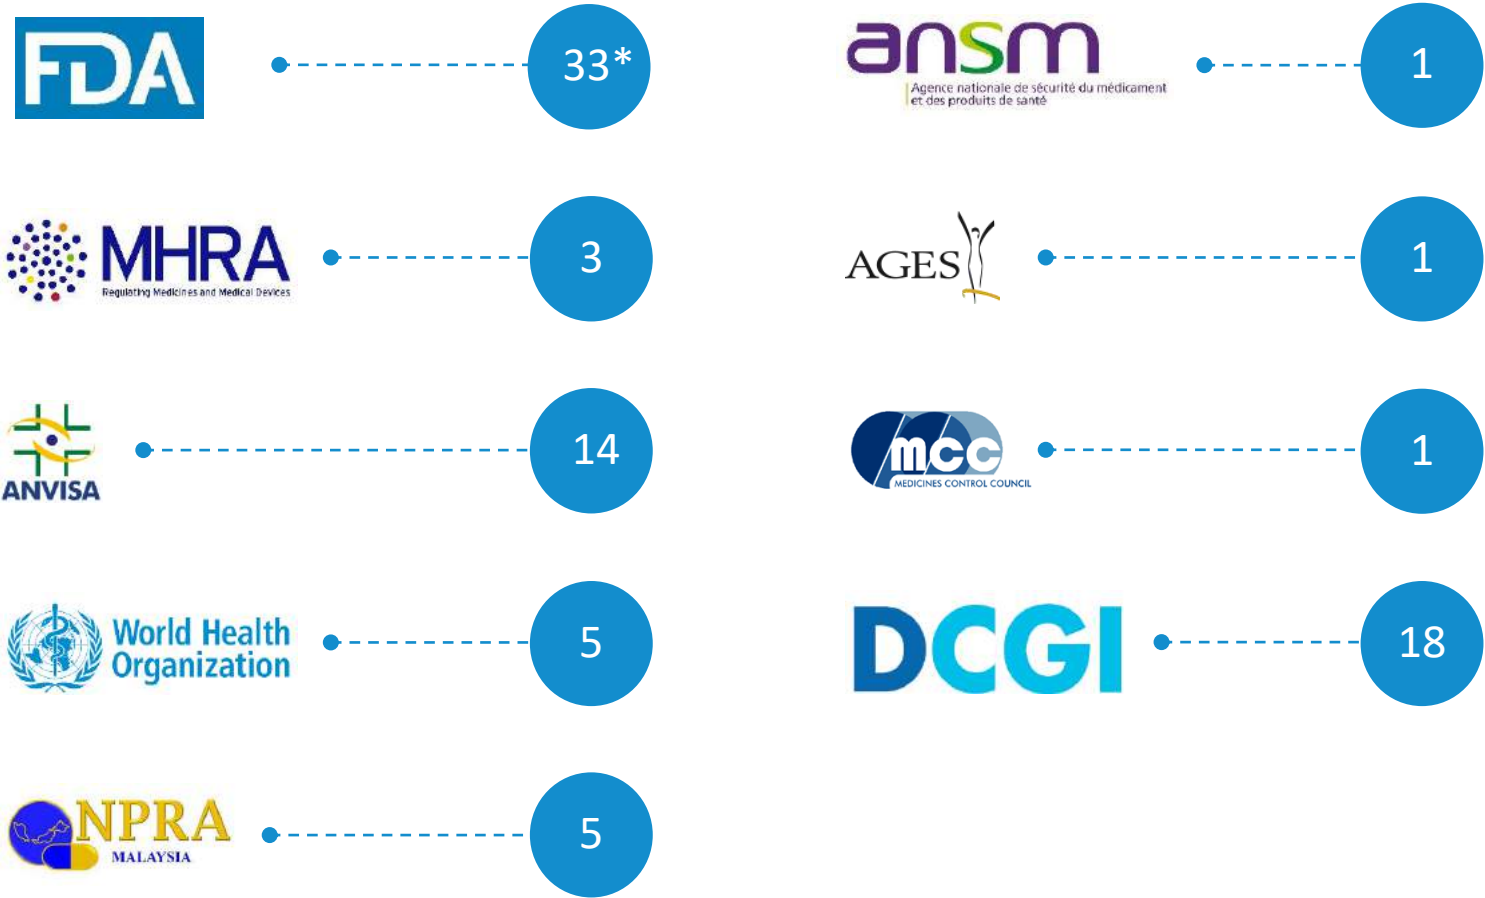 FDA
33*
MHRA
Regulating Medicines and Medical Devices
3
ANVISA
14
World Health
Organization
5
NPRA
MALAYSIA
5
ansm
Agence nationale de sécurité du médicament
et des produits de santé
1
AGES
1
mcc
MEDICINES CONTROL COUNCIL
1
DCGI
18